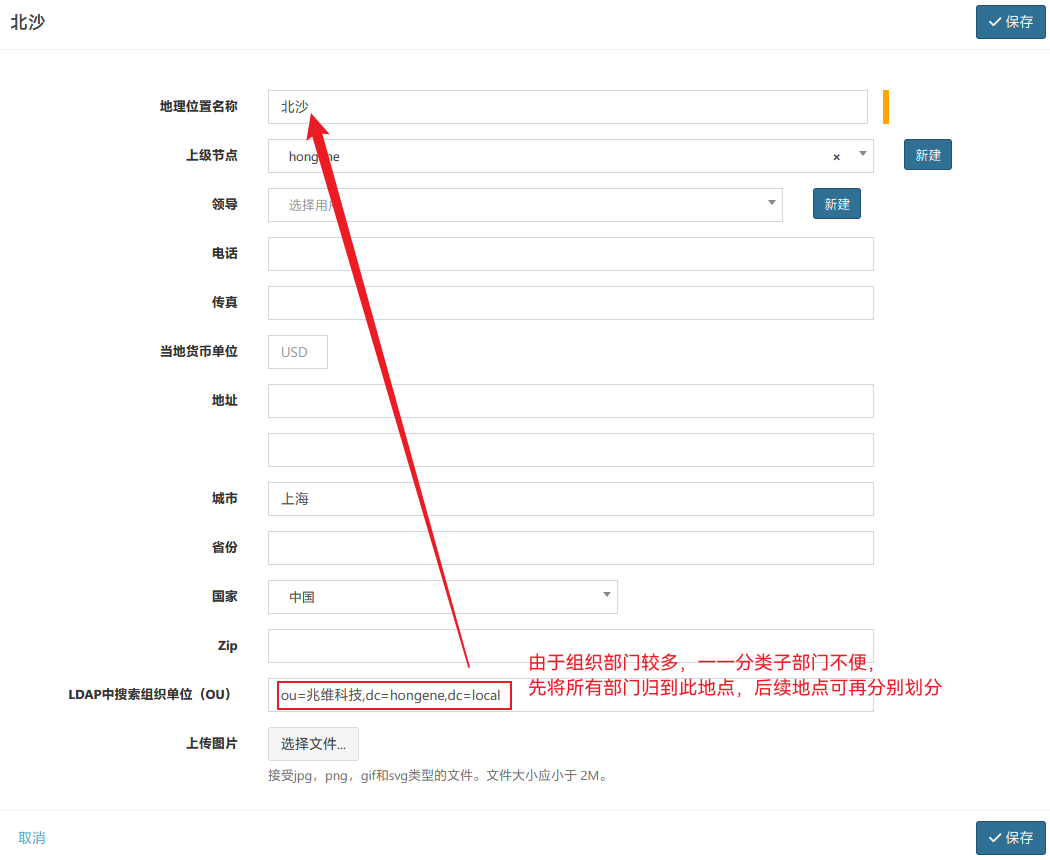 北沙
保存
地理位置名称 北沙
上级节点 hongene × 新建
领导 选择用户 新建
电话
传真
当地货币单位 USD
地址
城市 上海
省份
国家 中国
Zip
由于组织部门较多，一一分类子部门不便，
LDAP中搜索组织单位（OU） ou=兆维科技,dc=hongene,dc=local 先将所有部门归到此地点，后续地点可再分别划分
上传图片 选择文件...
接受jpg，png，gif和svg类型的文件。文件大小应小于 2M。
取消 保存